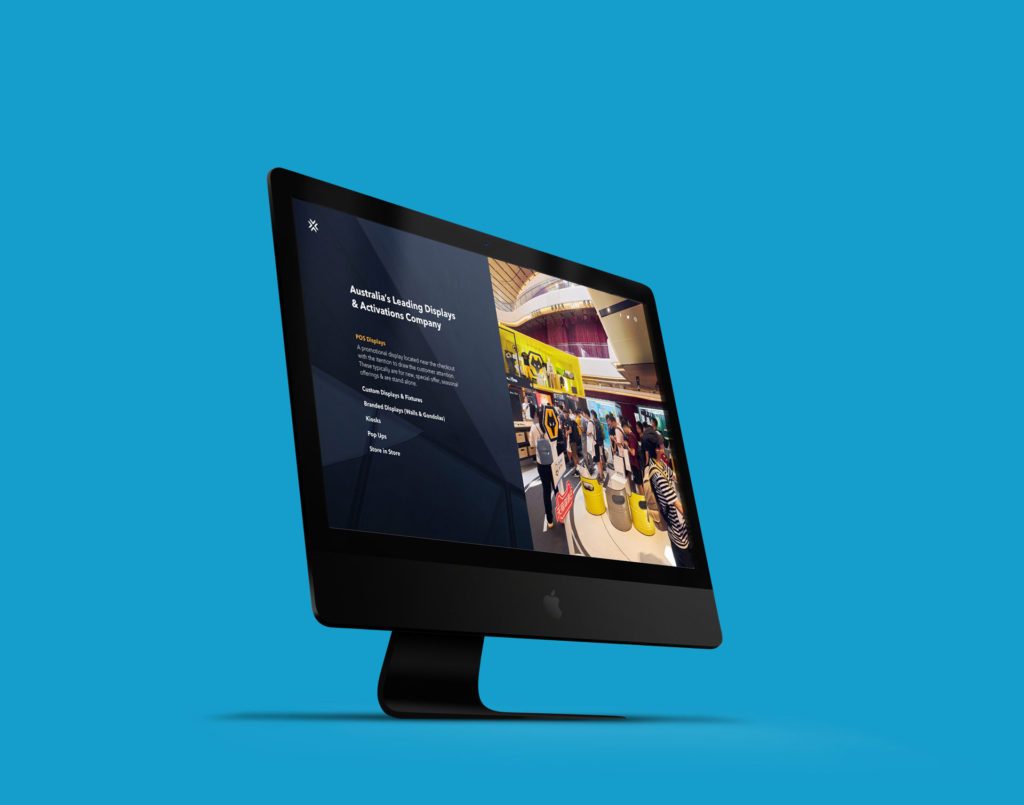 Australia's Leading Displays
& Activations Company
POS Displays
A promotional display located near the checkout
with the itention to draw the customer attention.
These typically are for new, special offer, seasonal
offerings & are stand alone.
Custom Displays & Fixtures
Branded Displays (Walls & Gondolas)
Kiosks
Pop Ups
Store in Store